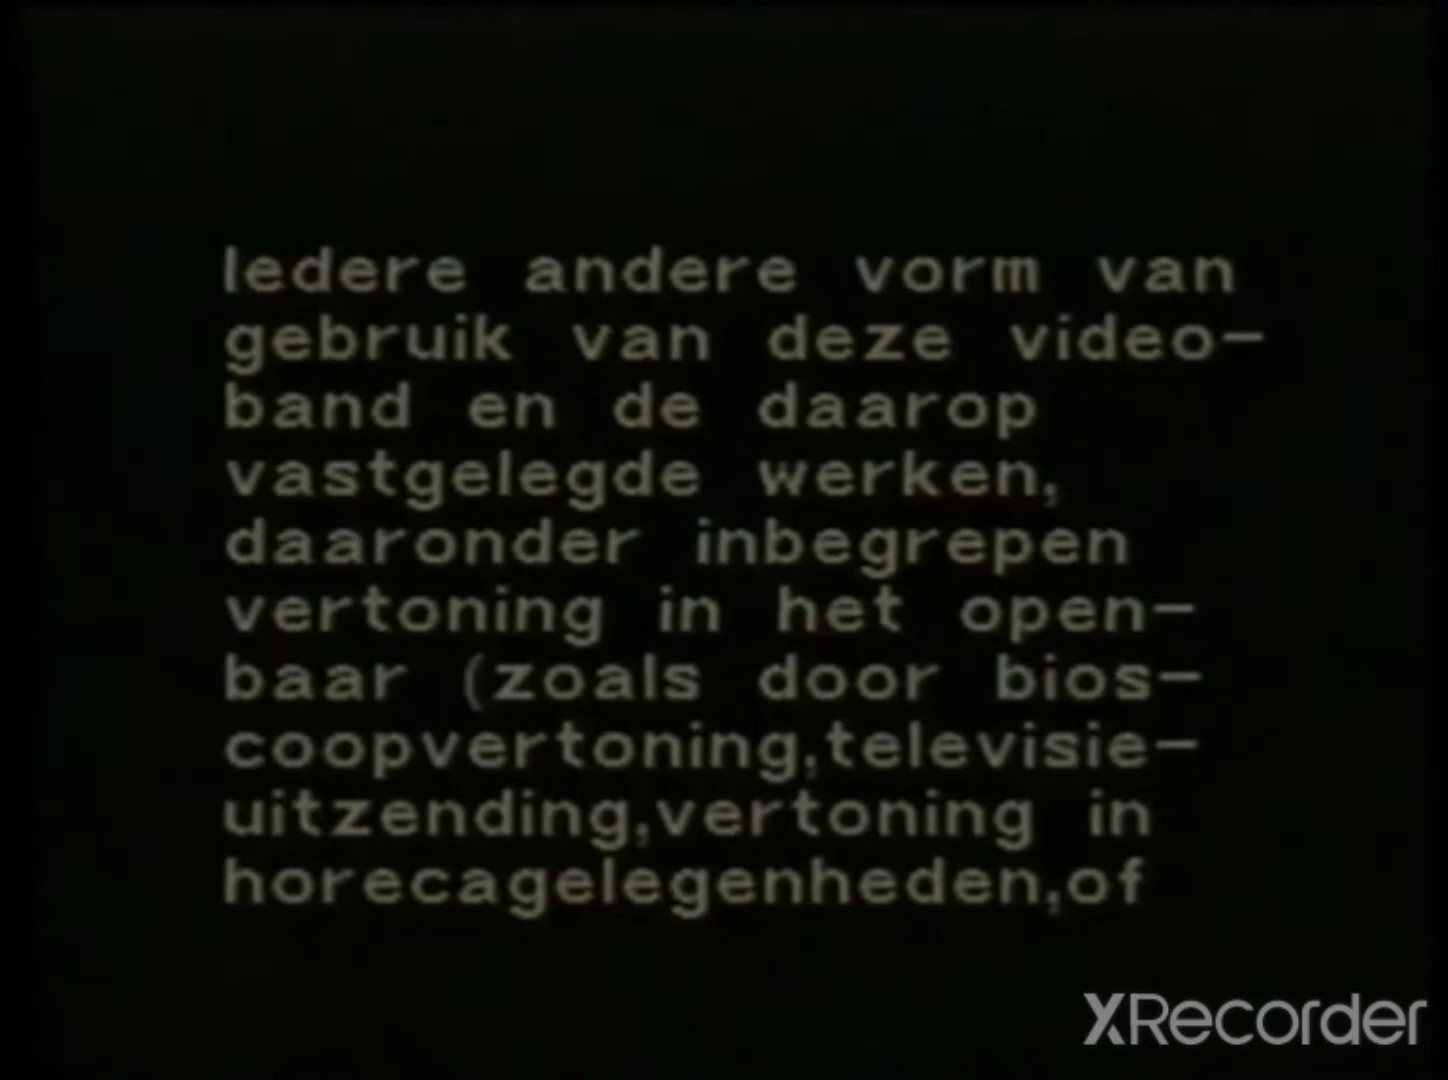 Iedere andere vorm van
gebruik van deze video-
band en de daarop
vastgelegde werken,
daaronder inbegrepen
vertoning in het open-
baar (zoals door bios-
coopvertoning,televisie-
uitzending,vertoning in
horecagelegenheden,of
XRecorder